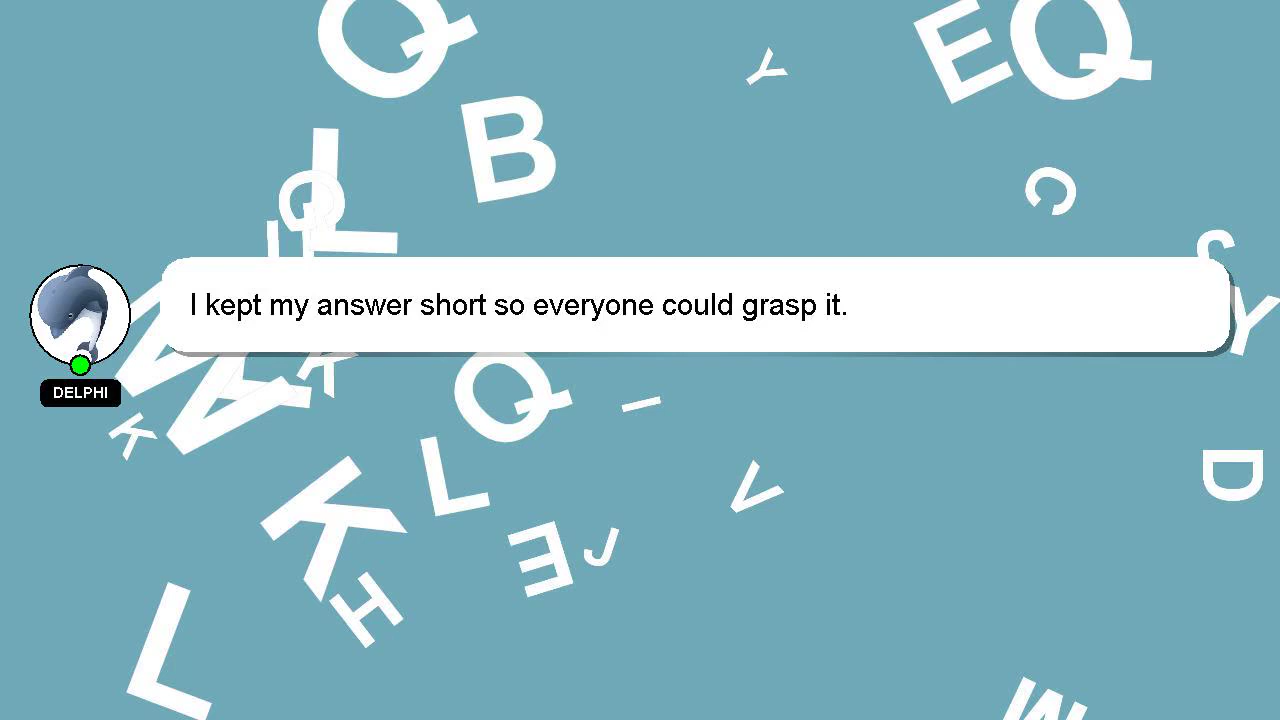 I kept my answer short so everyone could grasp it.
DELPHI
Q
E
Q
Y
B
L
Q
C
S
Y
K
Q
I
K
L
V
D
K
E
J
H
L
M